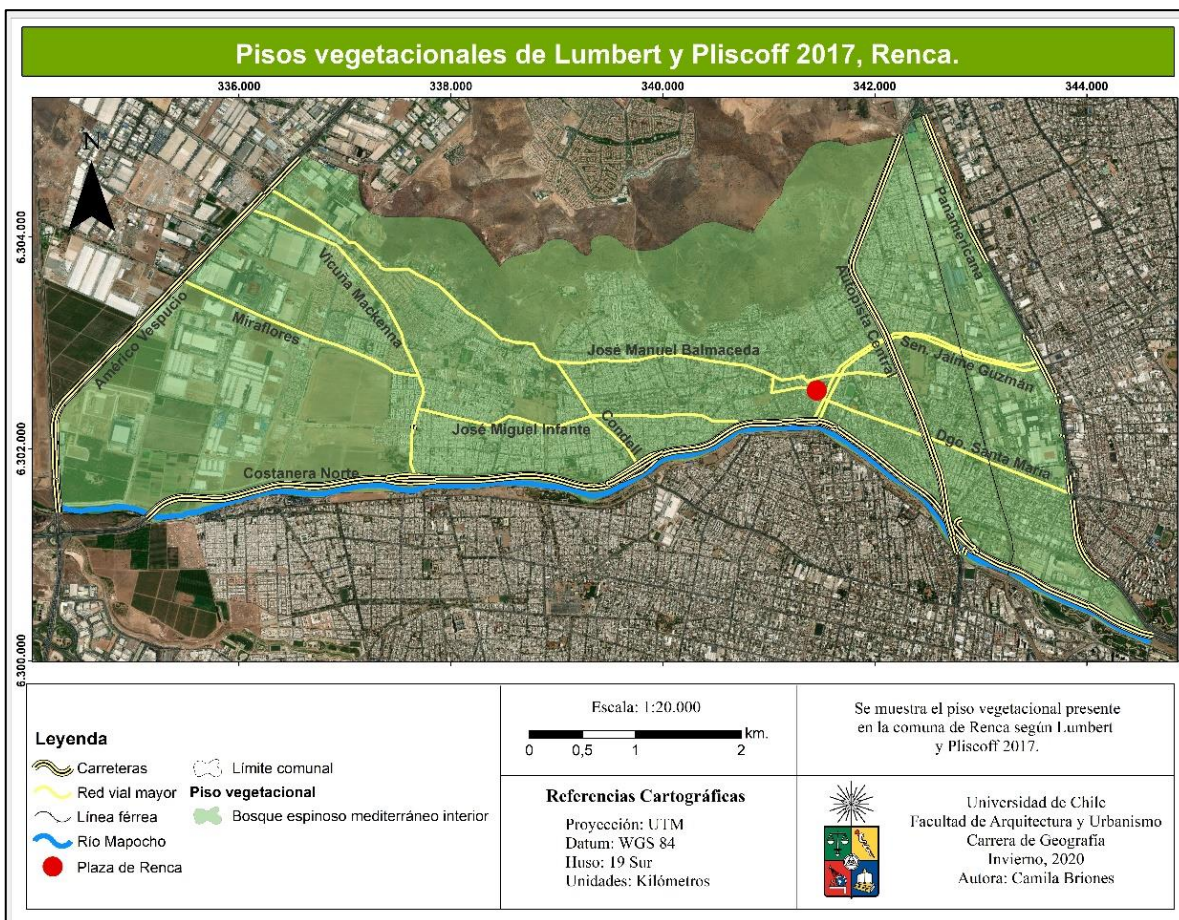 Pisos vegetacionales de Lumbert y Pliscoff 2017, Renca.
336.000
338.000
340.000
342.000
344.000
N
6.304.000
6.302.000
6.300.000
Américo Vespucio
Vicuna Mackenna
Miraflores
José Manuel Balmaceda
José Miguel Infante
Condell
Costanera Norte
Autopista Central
Panamericana
Sen. Jaime Guzmán
Dgo. Santa María
Leyenda
Carreteras
Red vial mayor
Línea férrea
Río Mapocho
Plaza de Renca
Límite comunal
Piso vegetacional
Bosque espinoso mediterráneo interior
Escala: 1:20.000
km.
0 0,5 1 2
Referencias Cartográficas
Proyección: UTM
Datum: WGS 84
Huso: 19 Sur
Unidades: Kilómetros
Se muestra el piso vegetacional presente
en la comuna de Renca según Lumbert
y Pliscoff 2017.
Universidad de Chile
Facultad de Arquitectura y Urbanismo
Carrera de Geografía
Invierno, 2020
Autora: Camila Briones